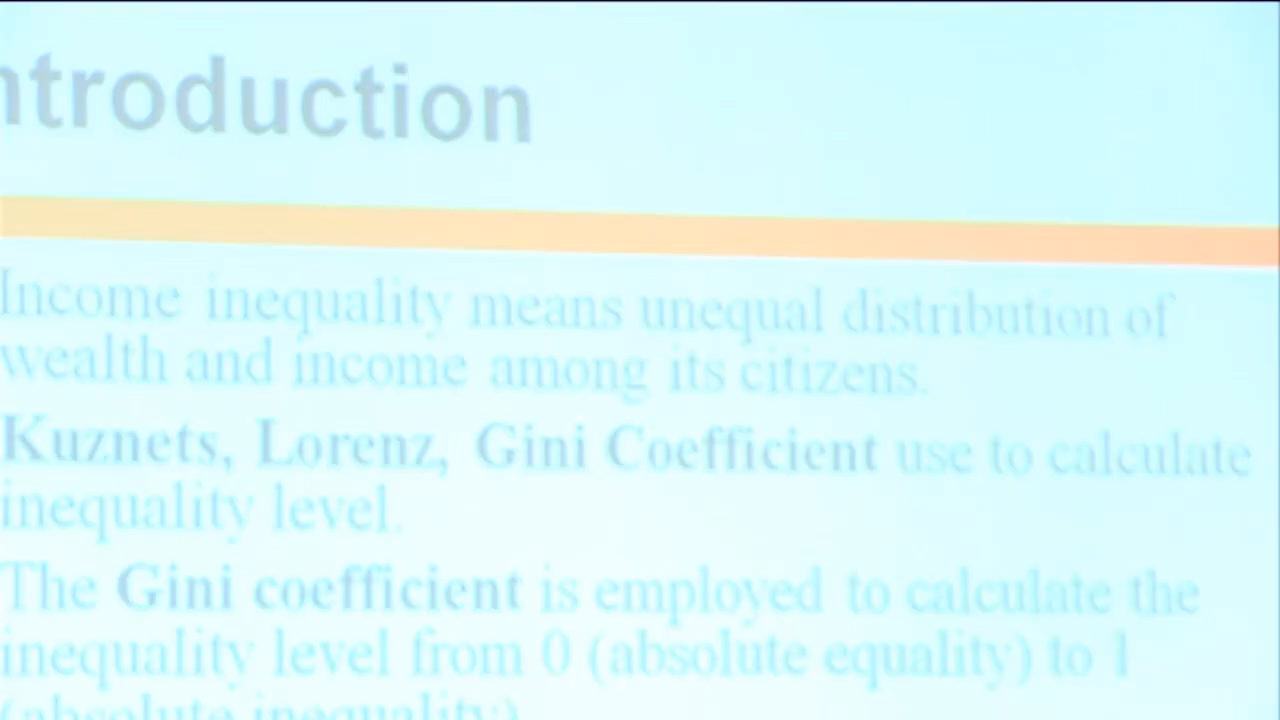 ntroduction
Income inequality means unequal distribution of
wealth and income among its citizens.
Kuznets, Lorenz, Gini Coefficient use to calculate
inequality level.
The Gini coefficient is employed to calculate the
inequality level from 0 (absolute equality) to 1
(absolute inequality)